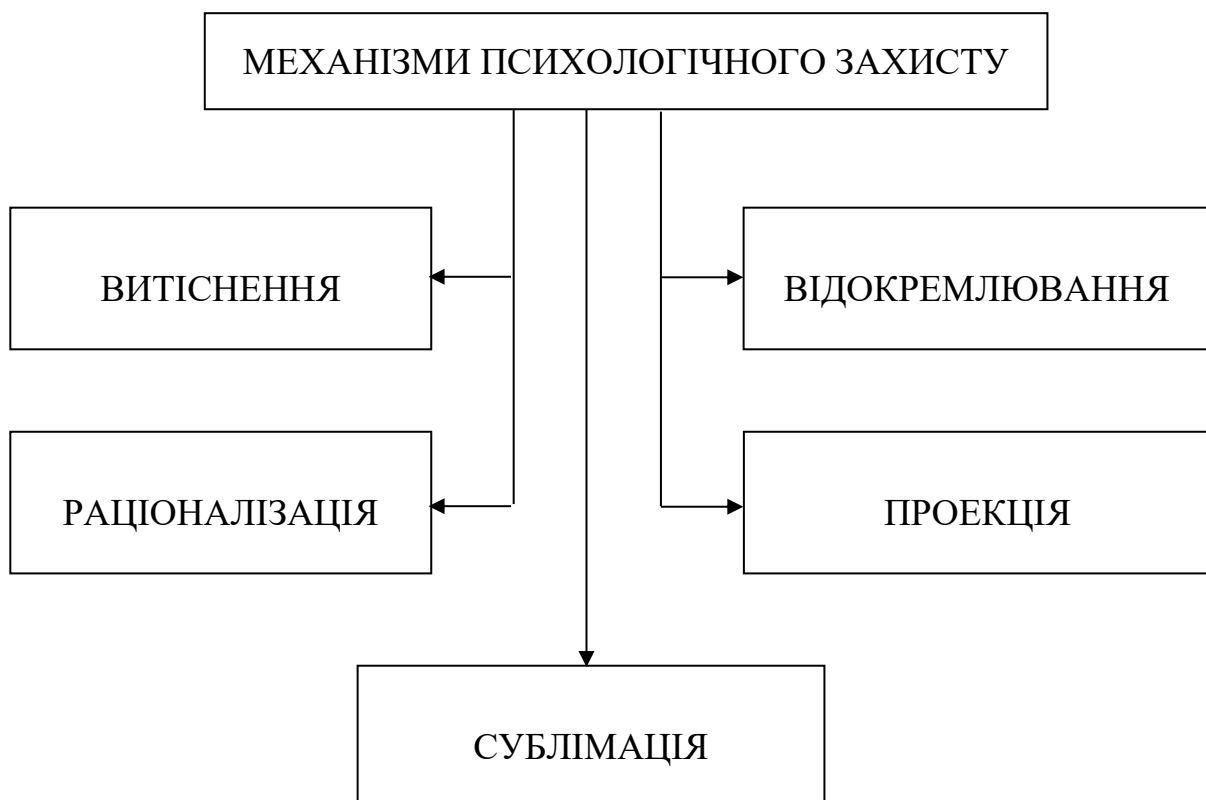 МЕХАНІЗМИ ПСИХОЛОГІЧНОГО ЗАХИСТУ
ВИТІСНЕННЯ
ВІДОКРЕМЛЮВАННЯ
РАЦІОНАЛІЗАЦІЯ
ПРОЕКЦІЯ
СУБЛІМАЦІЯ